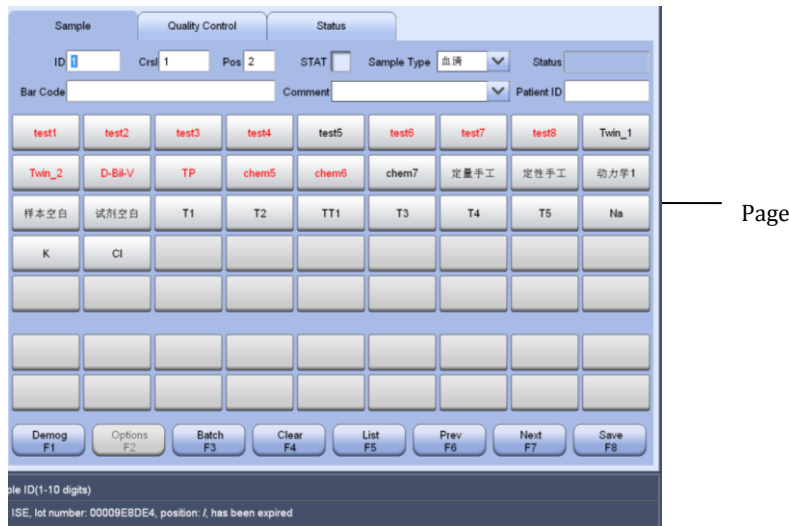 Sample Quality Control Status
ID 1 Crsl 1 Pos 2 STAT Sample Type 血清 Status
Bar Code Comment Patient ID
test1 test2 test3 test4 test5 test6 test7 test8 Twin_1
Twin_2 D-Bil-V TP chem5 chem6 chem7 定量手工 定性手工 动力学1
样本空白 试剂空白 T1 T2 TT1 T3 T4 T5 Na
K Cl
Page
Demog Options Batch Clear List Prev Next Save
F1 F2 F3 F4 F5 F6 F7 F8
ple ID(1-10 digits)
ISE, lot number: 00009E8DE4, position: /, has been expired